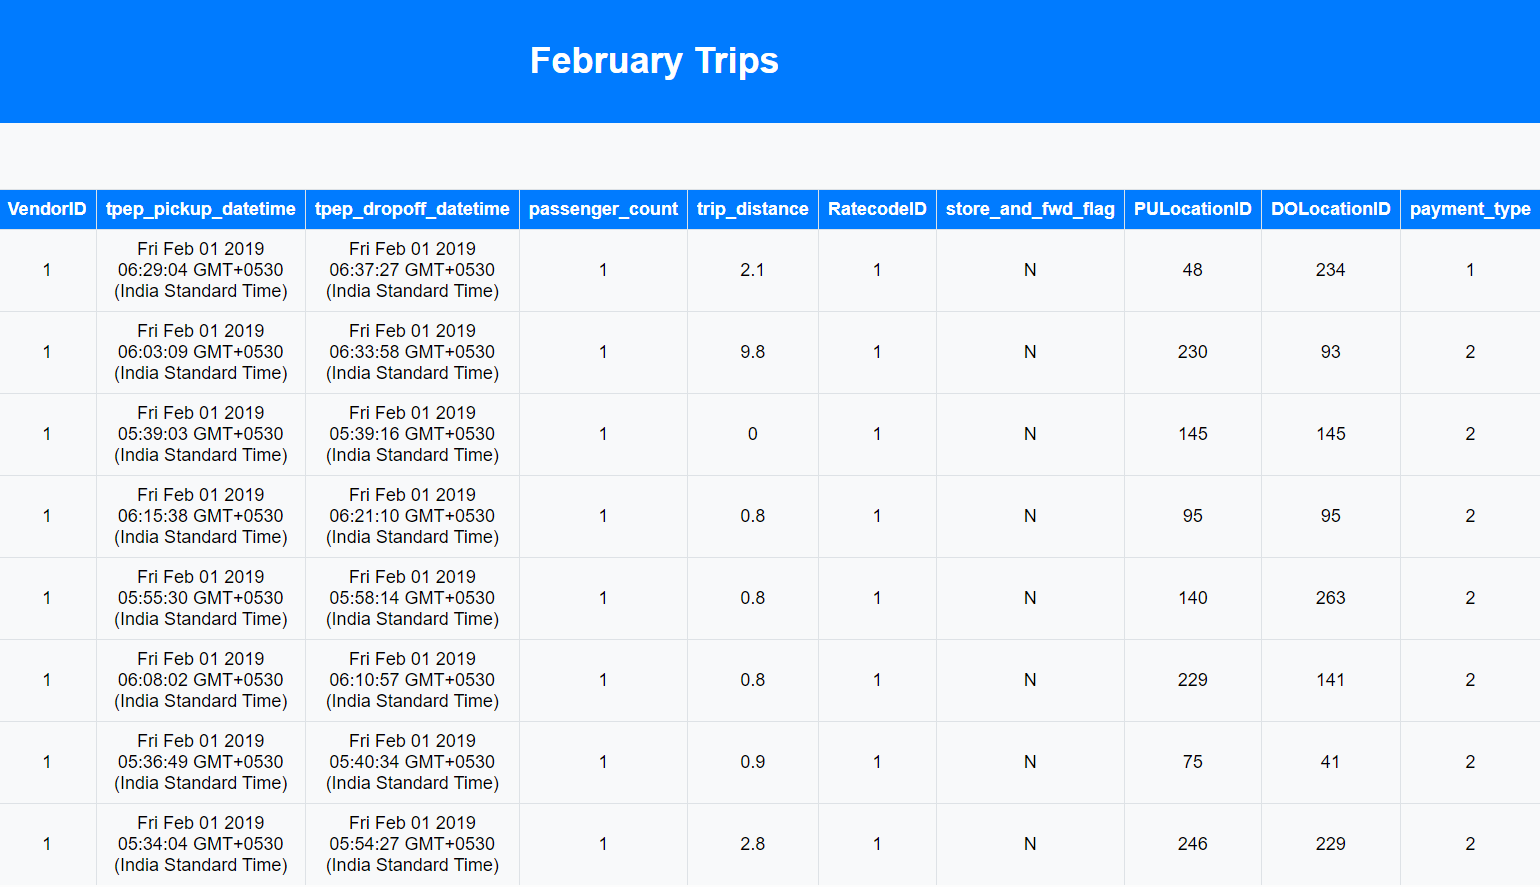 February Trips
VendorID tpep_pickup_datetime tpep_dropoff_datetime passenger_count trip_distance RatecodeID store_and_fwd_flag PULocationID DOLocationID payment_type
Fri Feb 01 2019 Fri Feb 01 2019
1 06:29:04 GMT+0530 06:37:27 GMT+0530 1 2.1 1 N 48 234 1
(India Standard Time) (India Standard Time)
Fri Feb 01 2019 Fri Feb 01 2019
1 06:03:09 GMT+0530 06:33:58 GMT+0530 1 9.8 1 N 230 93 2
(India Standard Time) (India Standard Time)
Fri Feb 01 2019 Fri Feb 01 2019
1 05:39:03 GMT+0530 05:39:16 GMT+0530 1 0 1 N 145 145 2
(India Standard Time) (India Standard Time)
Fri Feb 01 2019 Fri Feb 01 2019
1 06:15:38 GMT+0530 06:21:10 GMT+0530 1 0.8 1 N 95 95 2
(India Standard Time) (India Standard Time)
Fri Feb 01 2019 Fri Feb 01 2019
1 05:55:30 GMT+0530 05:58:14 GMT+0530 1 0.8 1 N 140 263 2
(India Standard Time) (India Standard Time)
Fri Feb 01 2019 Fri Feb 01 2019
1 06:08:02 GMT+0530 06:10:57 GMT+0530 1 0.8 1 N 229 141 2
(India Standard Time) (India Standard Time)
Fri Feb 01 2019 Fri Feb 01 2019
1 05:36:49 GMT+0530 05:40:34 GMT+0530 1 0.9 1 N 75 41 2
(India Standard Time) (India Standard Time)
Fri Feb 01 2019 Fri Feb 01 2019
1 05:34:04 GMT+0530 05:54:27 GMT+0530 1 2.8 1 N 246 229 2
(India Standard Time) (India Standard Time)